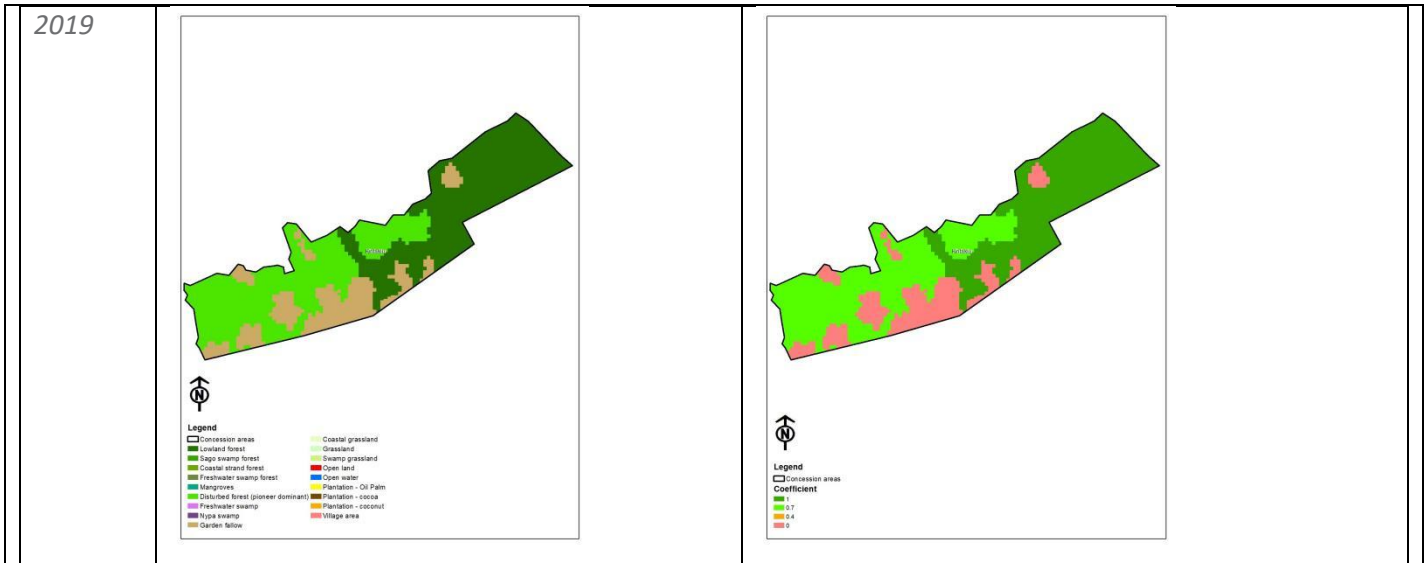 2019
N
Legend
Concession areas
Lowland forest
Sago swamp forest
Coastal strand forest
Freshwater swamp forest
Mangroves
Disturbed forest (pioneer dominant)
Freshwater swamp
Nypa swamp
Garden fallow
Coastal grassland
Grassland
Swamp grassland
Open land
Open water
Plantation - Oil Palm
Plantation - cocoa
Plantation - coconut
Village area
N
Legend
Concession areas
Coefficient
1
0.7
0.4
0